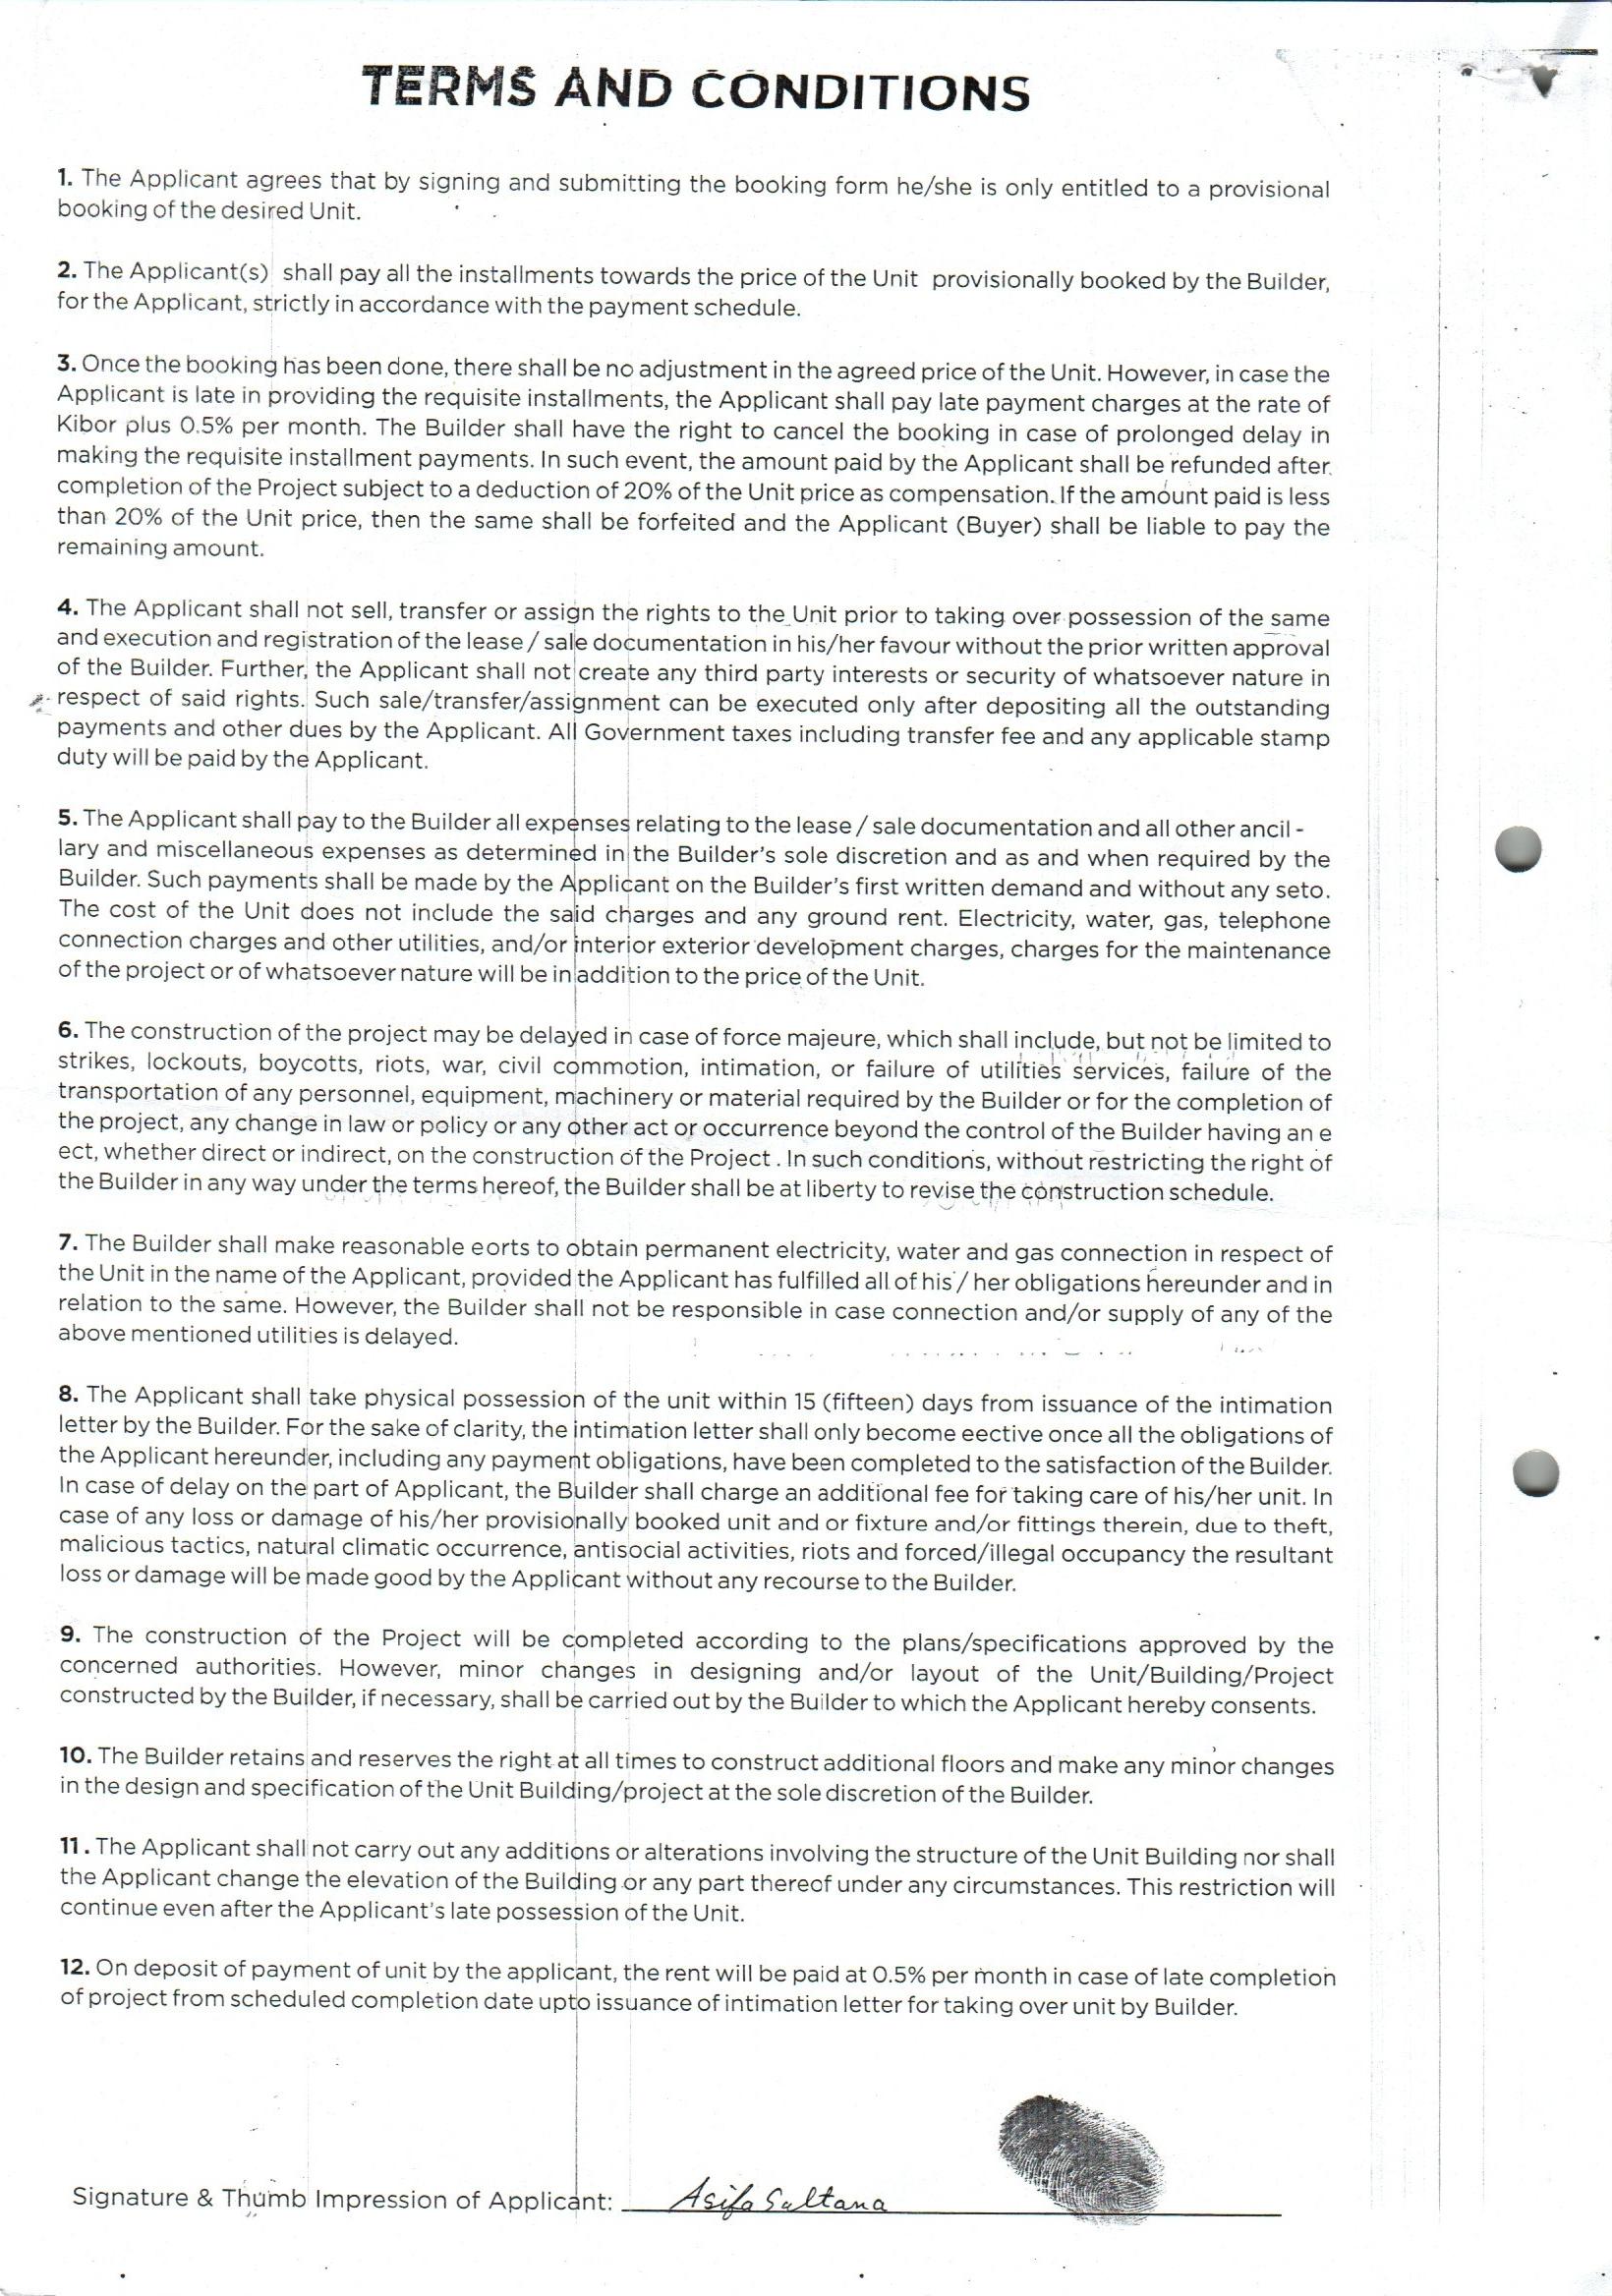 TERMS AND CONDITIONS
1. The Applicant agrees that by signing and submitting the booking form he/she is only entitled to a provisional
booking of the desired Unit.
2. The Applicant(s) shall pay all the installments towards the price of the Unit provisionally booked by the Builder,
for the Applicant, strictly in accordance with the payment schedule.
3. Once the booking has been done, there shall be no adjustment in the agreed price of the Unit. However, in case the
Applicant is late in providing the requisite installments, the Applicant shall pay late payment charges at the rate of
Kibor plus 0.5% per month. The Builder shall have the right to cancel the booking in case of prolonged delay in
making the requisite installment payments. In such event, the amount paid by the Applicant shall be refunded after
completion of the Project subject to a deduction of 20% of the Unit price as compensation. If the amount paid is less
than 20% of the Unit price, then the same shall be forfeited and the Applicant (Buyer) shall be liable to pay the
remaining amount.
4. The Applicant shall not sell, transfer or assign the rights to the Unit prior to taking over possession of the same
and execution and registration of the lease / sale documentation in his/her favour without the prior written approval
of the Builder. Further, the Applicant shall not create any third party interests or security of whatsoever nature in
respect of said rights. Such sale/transfer/assignment can be executed only after depositing all the outstanding
payments and other dues by the Applicant. All Government taxes including transfer fee and any applicable stamp
duty will be paid by the Applicant.
5. The Applicant shall pay to the Builder all expenses relating to the lease / sale documentation and all other ancil -
lary and miscellaneous expenses as determined in the Builder's sole discretion and as and when required by the
Builder. Such payments shall be made by the Applicant on the Builder's first written demand and without any seto.
The cost of the Unit does not include the said charges and any ground rent. Electricity, water, gas, telephone
connection charges and other utilities, and/or interior exterior development charges, charges for the maintenance
of the project or of whatsoever nature will be in addition to the price of the Unit.
6. The construction of the project may be delayed in case of force majeure, which shall include, but not be limited to
strikes, lockouts, boycotts, riots, war, civil commotion, intimation, or failure of utilities services, failure of the
transportation of any personnel, equipment, machinery or material required by the Builder or for the completion of
the project, any change in law or policy or any other act or occurrence beyond the control of the Builder having an e
ect, whether direct or indirect, on the construction of the Project . In such conditions, without restricting the right of
the Builder in any way under the terms hereof, the Builder shall be at liberty to revise the construction schedule.
7. The Builder shall make reasonable eorts to obtain permanent electricity, water and gas connection in respect of
the Unit in the name of the Applicant, provided the Applicant has fulfilled all of his / her obligations hereunder and in
relation to the same. However, the Builder shall not be responsible in case connection and/or supply of any of the
above mentioned utilities is delayed.
8. The Applicant shall take physical possession of the unit within 15 (fifteen) days from issuance of the intimation
letter by the Builder. For the sake of clarity, the intimation letter shall only become eective once all the obligations of
the Applicant hereunder, including any payment obligations, have been completed to the satisfaction of the Builder.
In case of delay on the part of Applicant, the Builder shall charge an additional fee for taking care of his/her unit. In
case of any loss or damage of his/her provisionally booked unit and or fixture and/or fittings therein, due to theft,
malicious tactics, natural climatic occurrence, antisocial activities, riots and forced/illegal occupancy the resultant
loss or damage will be made good by the Applicant without any recourse to the Builder.
9. The construction of the Project will be completed according to the plans/specifications approved by the
concerned authorities. However, minor changes in designing and/or layout of the Unit/Building/Project
constructed by the Builder, if necessary, shall be carried out by the Builder to which the Applicant hereby consents.
10. The Builder retains and reserves the right at all times to construct additional floors and make any minor changes
in the design and specification of the Unit Building/project at the sole discretion of the Builder.
11. The Applicant shall not carry out any additions or alterations involving the structure of the Unit Building nor shall
the Applicant change the elevation of the Building or any part thereof under any circumstances. This restriction will
continue even after the Applicant's late possession of the Unit.
12. On deposit of payment of unit by the applicant, the rent will be paid at 0.5% per month in case of late completion
of project from scheduled completion date upto issuance of intimation letter for taking over unit by Builder.
Signature & Thumb Impression of Applicant: Asifa Sultana